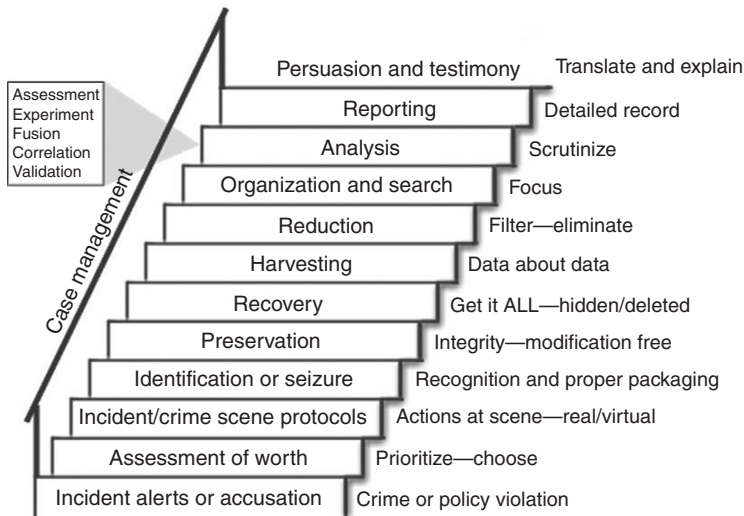 Persuasion and testimony Translate and explain
Assessment
Experiment
Fusion
Correlation
Validation
Reporting Detailed record
Analysis Scrutinize
Organization and search Focus
Reduction Filter—eliminate
Harvesting Data about data
Recovery Get it ALL—hidden/deleted
Preservation Integrity—modification free
Identification or seizure Recognition and proper packaging
Incident/crime scene protocols Actions at scene—real/virtual
Assessment of worth Prioritize—choose
Incident alerts or accusation Crime or policy violation
Case management